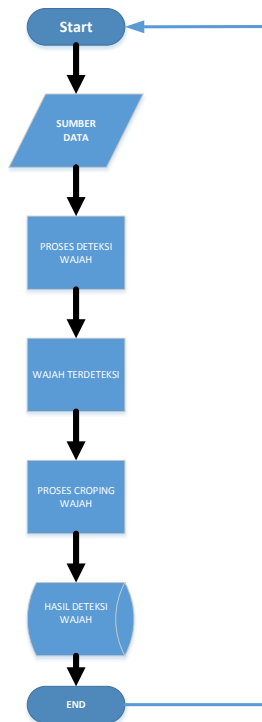 Start
SUMBER
DATA
PROSES DETEKSI
WAJAH
WAJAH TERDETEKSI
PROSES CROPING
WAJAH
HASIL DETEKSI
WAJAH
END